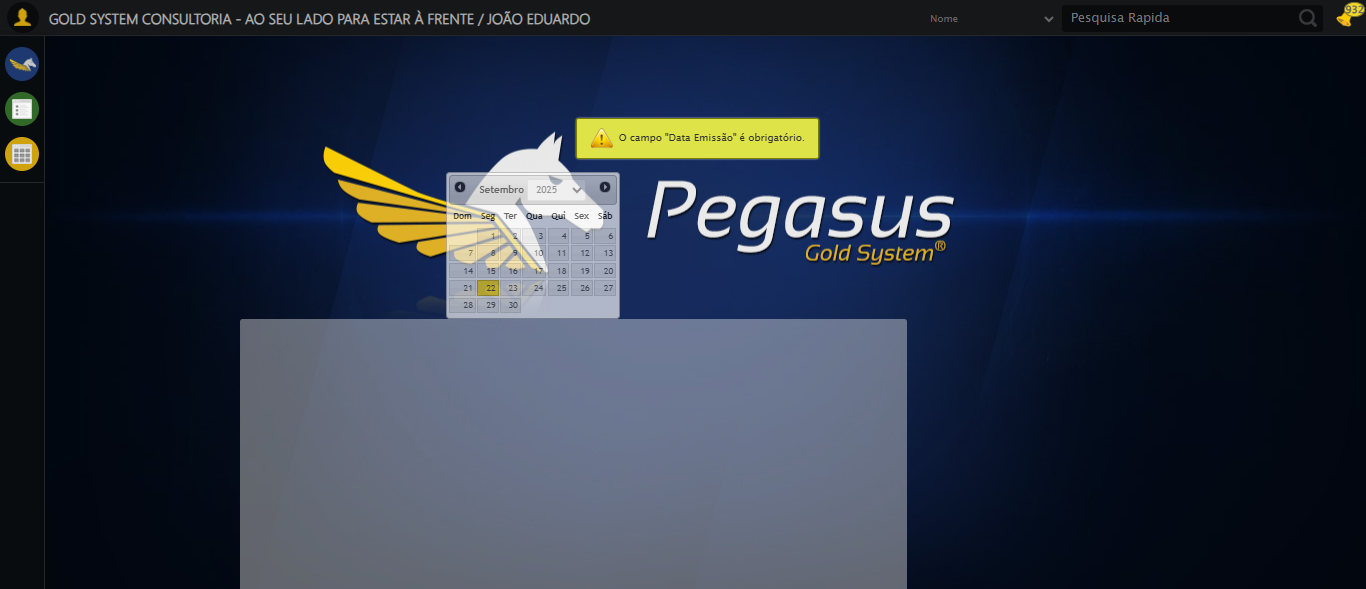 GOLD SYSTEM CONSULTORIA - AO SEU LADO PARA ESTAR À FRENTE / JOÃO EDUARDO
Nome
Pesquisa Rapida
932
O campo "Data Emissão" é obrigatório.
Setembro 2025
Dom Seg Ter Qua Qui Sex Sáb
1 2 3 4 5 6
7 8 9 10 11 12 13
14 15 16 17 18 19 20
21 22 23 24 25 26 27
28 29 30
Pegasus
Gold System®